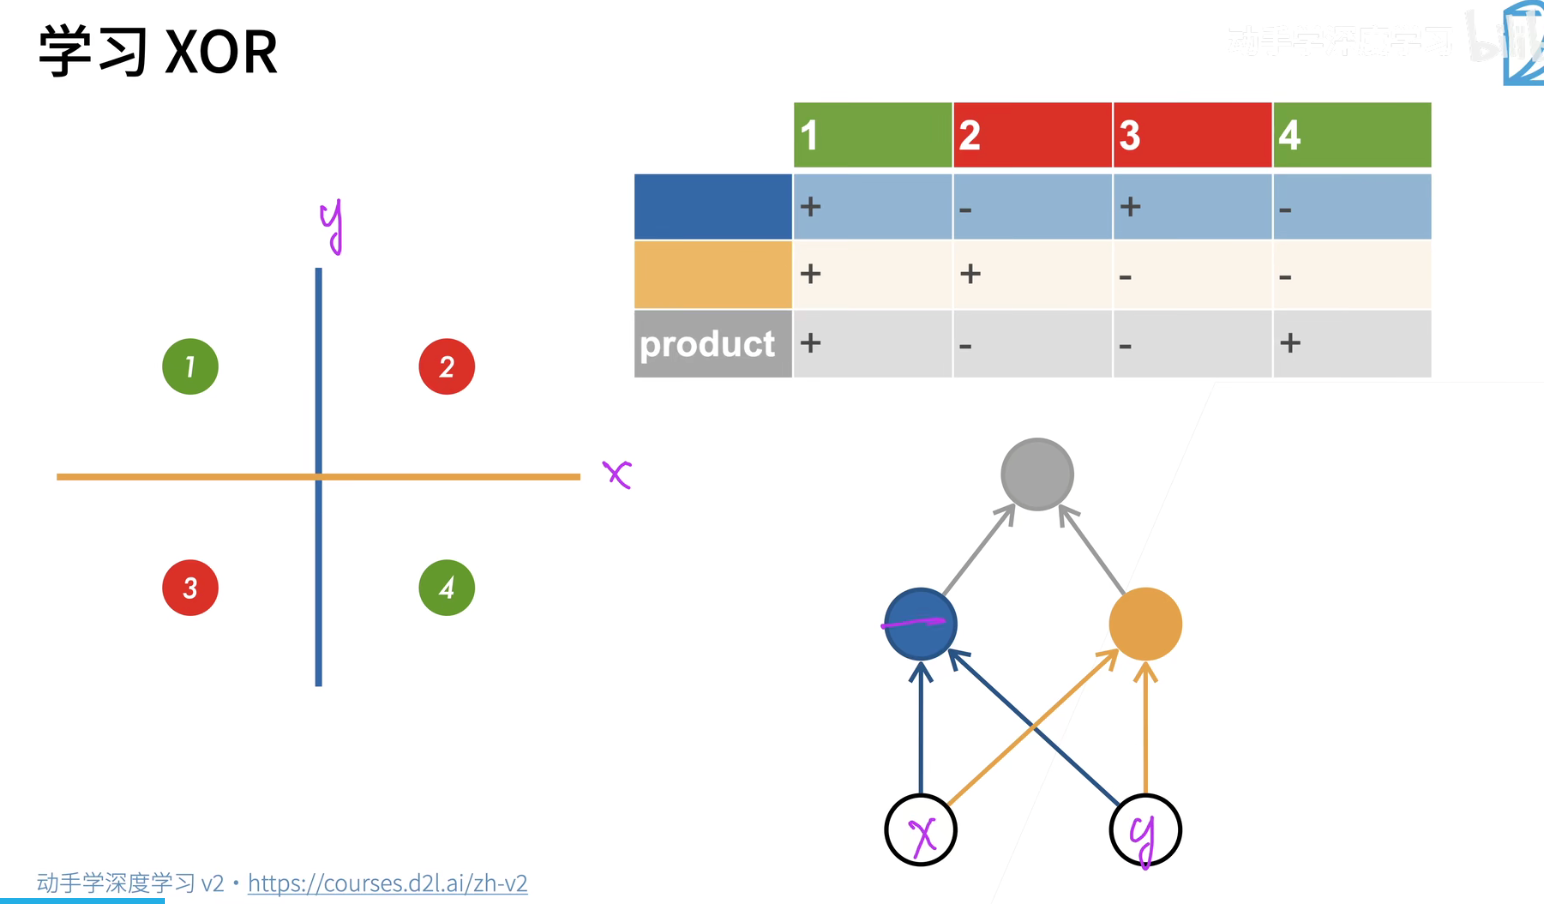 学习 XOR
动手学深度学习
1 2 3 4
+ - + -
+ + - -
product + - - +
y
1 2
x
3 4
x y
动手学深度学习 v2・https://courses.d2l.ai/zh-v2